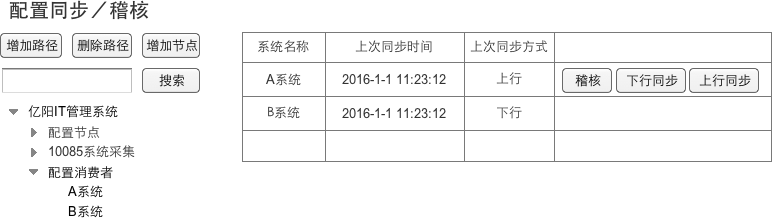 配置同步／稽核
增加路径 删除路径 增加节点
搜索
亿阳IT管理系统
配置节点
10085系统采集
配置消费者
A系统
B系统
系统名称 上次同步时间 上次同步方式
A系统 2016-1-1 11:23:12 上行 稽核 下行同步 上行同步
B系统 2016-1-1 11:23:12 下行